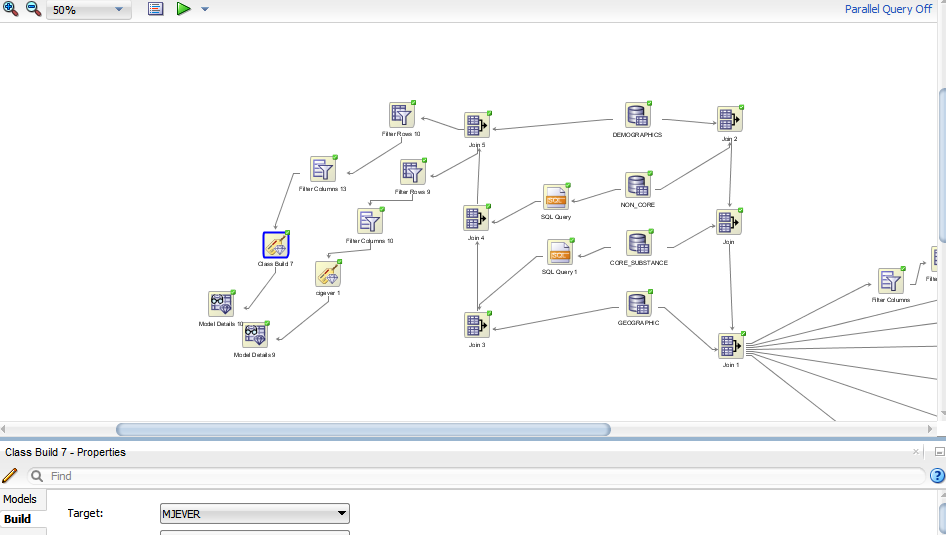 50%
Parallel Query Off
Filter Rows 10
Join 5
DEMOGRAPHICS
Join 2
Filter Columns 13
Filter Rows 9
SQL Query
NON_CORE
Filter Columns 10
Join 4
Join
Class Build 7
SQL Query 1
CORE_SUBSTANCE
cigever 1
Filter Columns
Model Details 10
GEOGRAPHIC
Model Details 9
Join 3
Join 1
Class Build 7 - Properties
Find
Models
Build
Target:
MJEVER